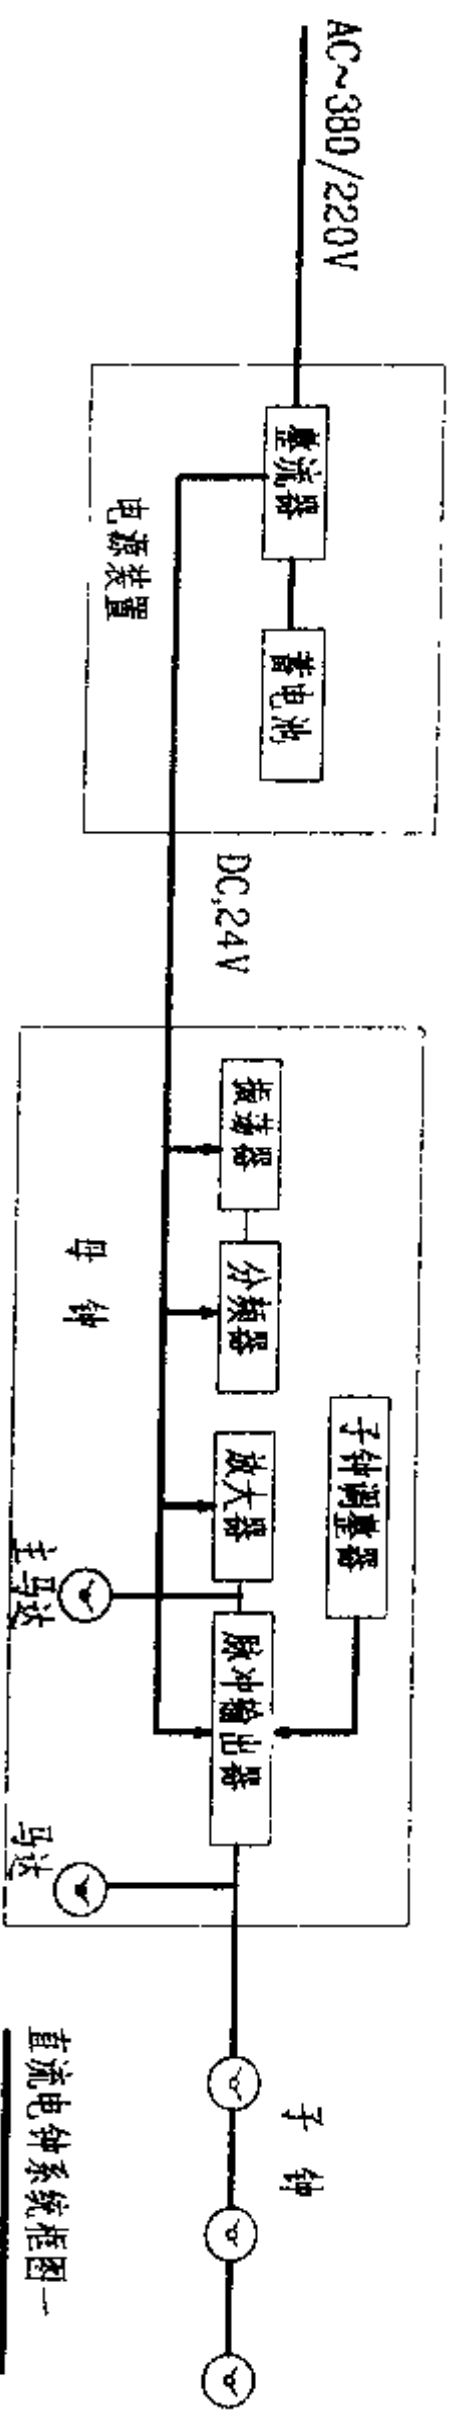 AC~380/220V
整流器
蓄电池
电源装置
DC,24V
振荡器
分频器
放大器
子钟调整器
脉冲输出器
母钟
主马达
马达
子钟
直流电钟系统框图一